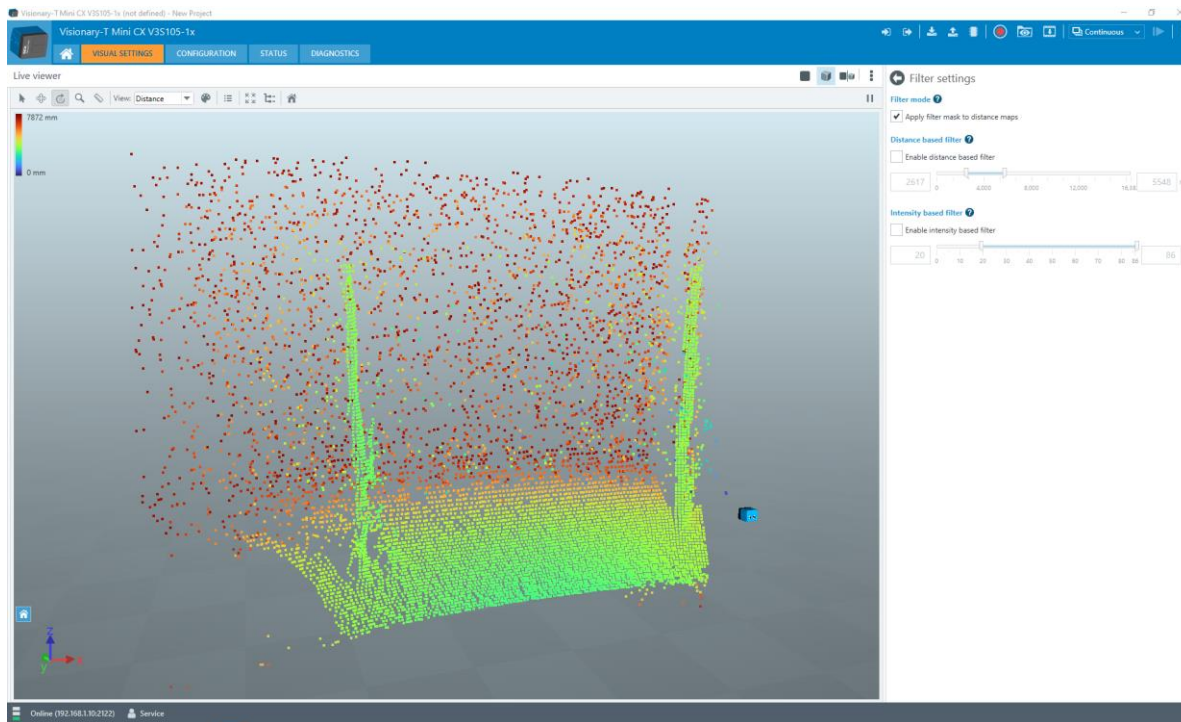 Visionary-T Mini CX V3S105-1x (not defined) - New Project
Visionary-T Mini CX V3S105-1x
VISUAL SETTINGS CONFIGURATION STATUS DIAGNOSTICS
Continuous
Live viewer
View: Distance
7872 mm
0 mm
z
y
x
Filter settings
Filter mode
Apply filter mask to distance maps
Distance based filter
Enable distance based filter
2617 0 4,000 8,000 12,000 5548
Intensity based filter
Enable intensity based filter
20 0 10 20 30 40 50 60 70 80 88 86
Online (192.168.1.10:2122) Service